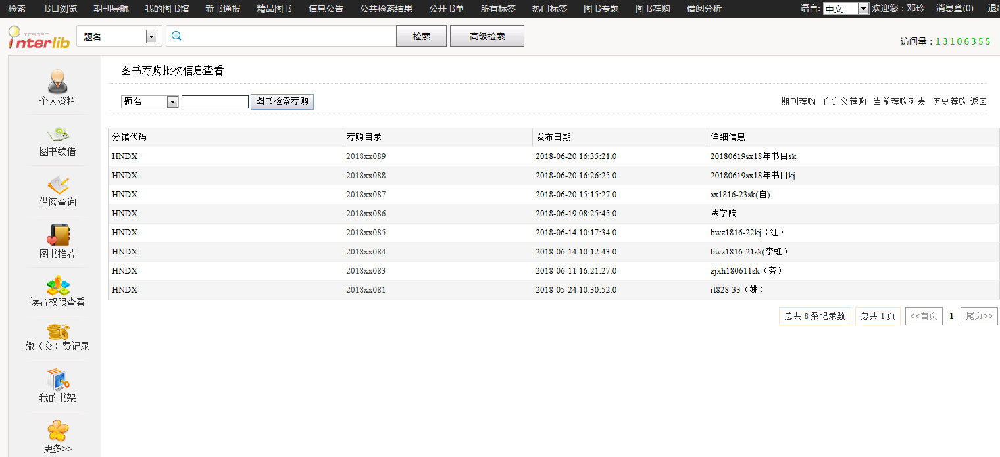 检索 书目浏览 期刊导航 我的图书馆 新书通报 精品图书 信息公告 公共检索结果 公开书单 所有标签 热门标签 图书专题 图书荐购 借阅分析 语言: 中文 欢迎您：邓玲 消息盒(0) 退出
TCSOFT
interlib 题名 检索 高级检索
访问量：13106355
图书荐购批次信息查看
个人资料
题名 图书检索荐购 期刊荐购 自定义荐购 当前荐购列表 历史荐购 返回
图书续借
借阅查询
图书推荐
读者权限查看
缴（交）费记录
我的书架
更多>>
分馆代码 荐购目录 发布日期 详细信息
HNDX 2018xx089 2018-06-20 16:35:21.0 20180619sx18年书目sk
HNDX 2018xx088 2018-06-20 16:26:25.0 20180619sx18年书目kj
HNDX 2018xx087 2018-06-20 15:15:27.0 sx1816-23sk(自)
HNDX 2018xx086 2018-06-19 08:25:45.0 法学院
HNDX 2018xx085 2018-06-14 10:17:34.0 bwz1816-22kj（红）
HNDX 2018xx084 2018-06-14 10:12:43.0 bwz1816-21sk(李虹）
HNDX 2018xx083 2018-06-11 16:21:27.0 zjxh180611sk（芬）
HNDX 2018xx081 2018-05-24 10:30:52.0 rt828-33（姚）
总共 8 条记录数 总共 1 页 <<首页 1 尾页>>